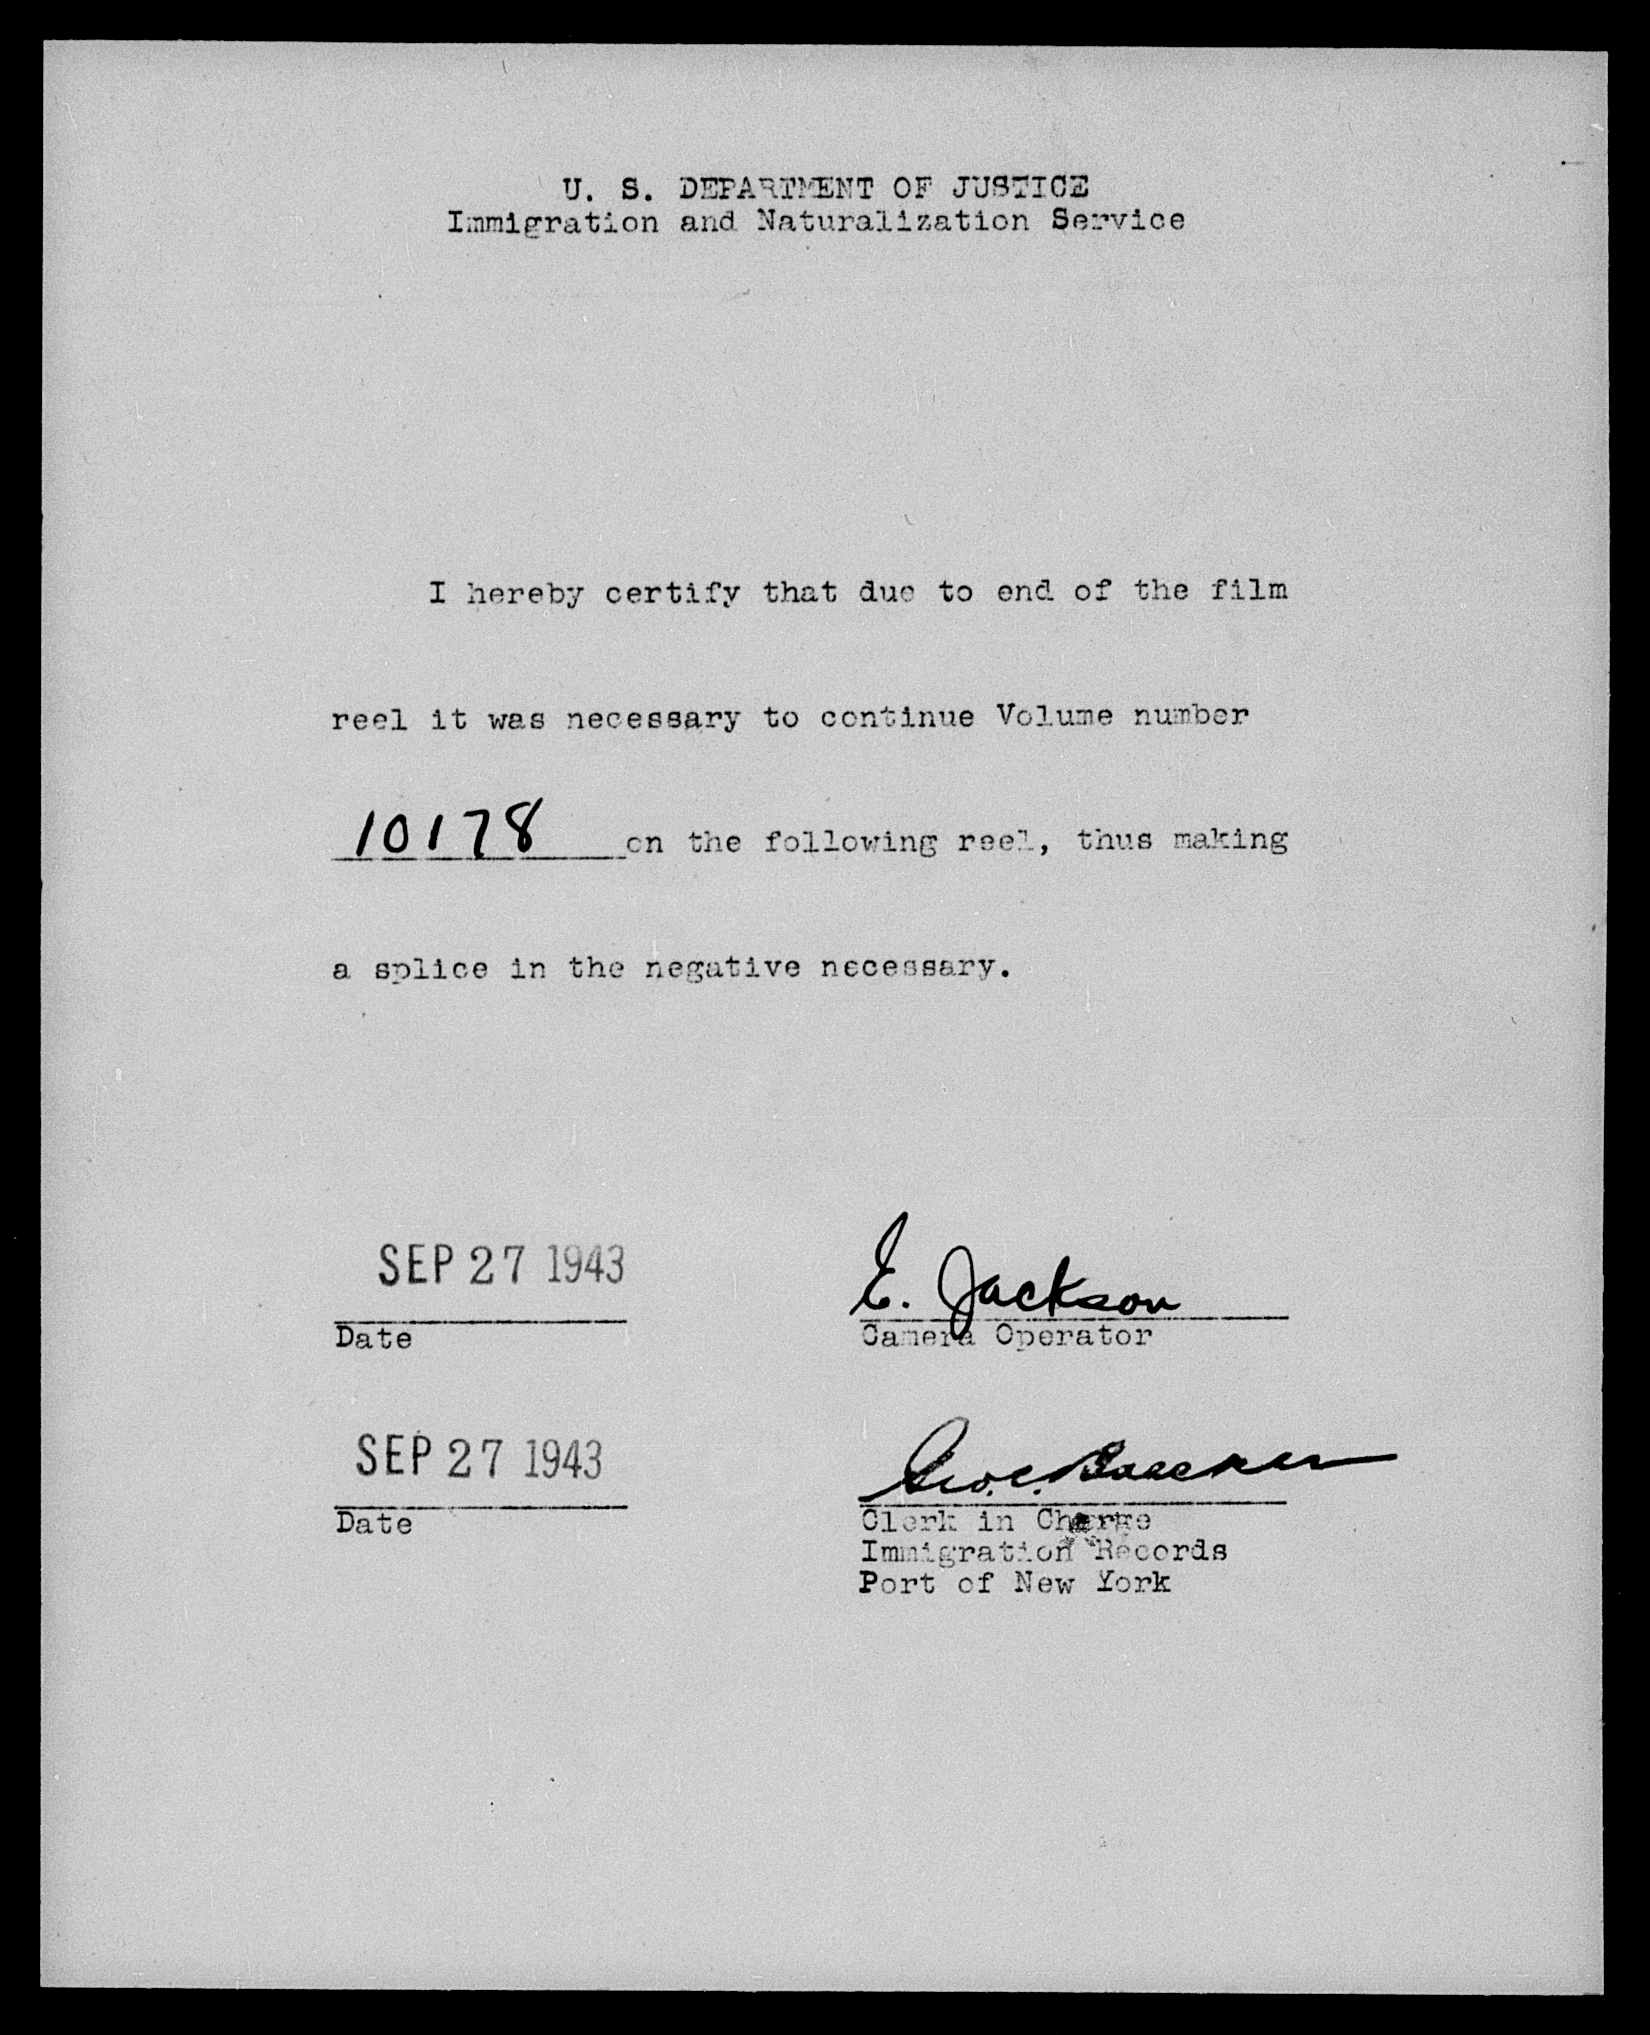 U. S. DEPARTMENT OF JUSTICE
Immigration and Naturalization Service
I hereby certify that due to end of the film
reel it was necessary to continue Volume number
10178 on the following reel, thus making
a splice in the negative necessary.
SEP 27 1943
E. Jackson
Date
Camera Operator
SEP 27 1943
Geo. C.
Date
Clerk in Charge
Immigration Records
Port of New York